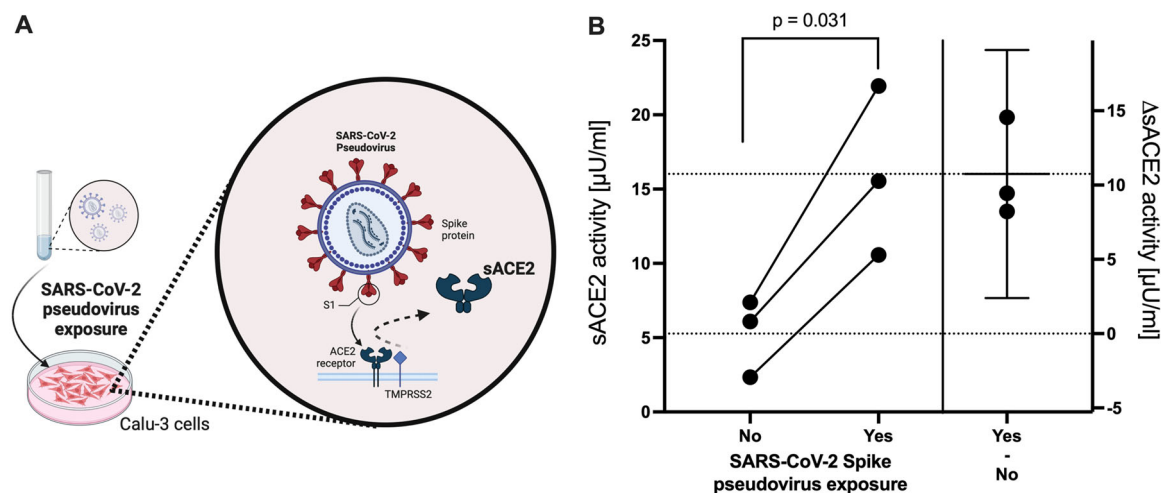 A
SARS-CoV-2
Pseudovirus
Spike
protein
sACE2
S1
ACE2
receptor
TMPRSS2
SARS-CoV-2
pseudovirus
exposure
Calu-3 cells
B
p = 0.031
sACE2 activity [µU/ml]
25
20
15
10
5
0
No
Yes
SARS-CoV-2 Spike
pseudovirus exposure
Yes
-
No
15
10
5
0
-5
ΔsACE2 activity [µU/ml]